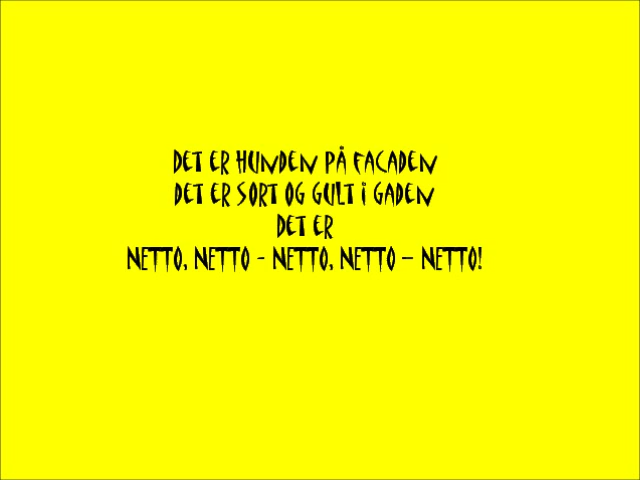 DET ER HUNDEN PÅ FACADEN
DET ER SORT OG GULT i GADEN
DET ER
NETTO, NETTO - NETTO, NETTO – NETTO!